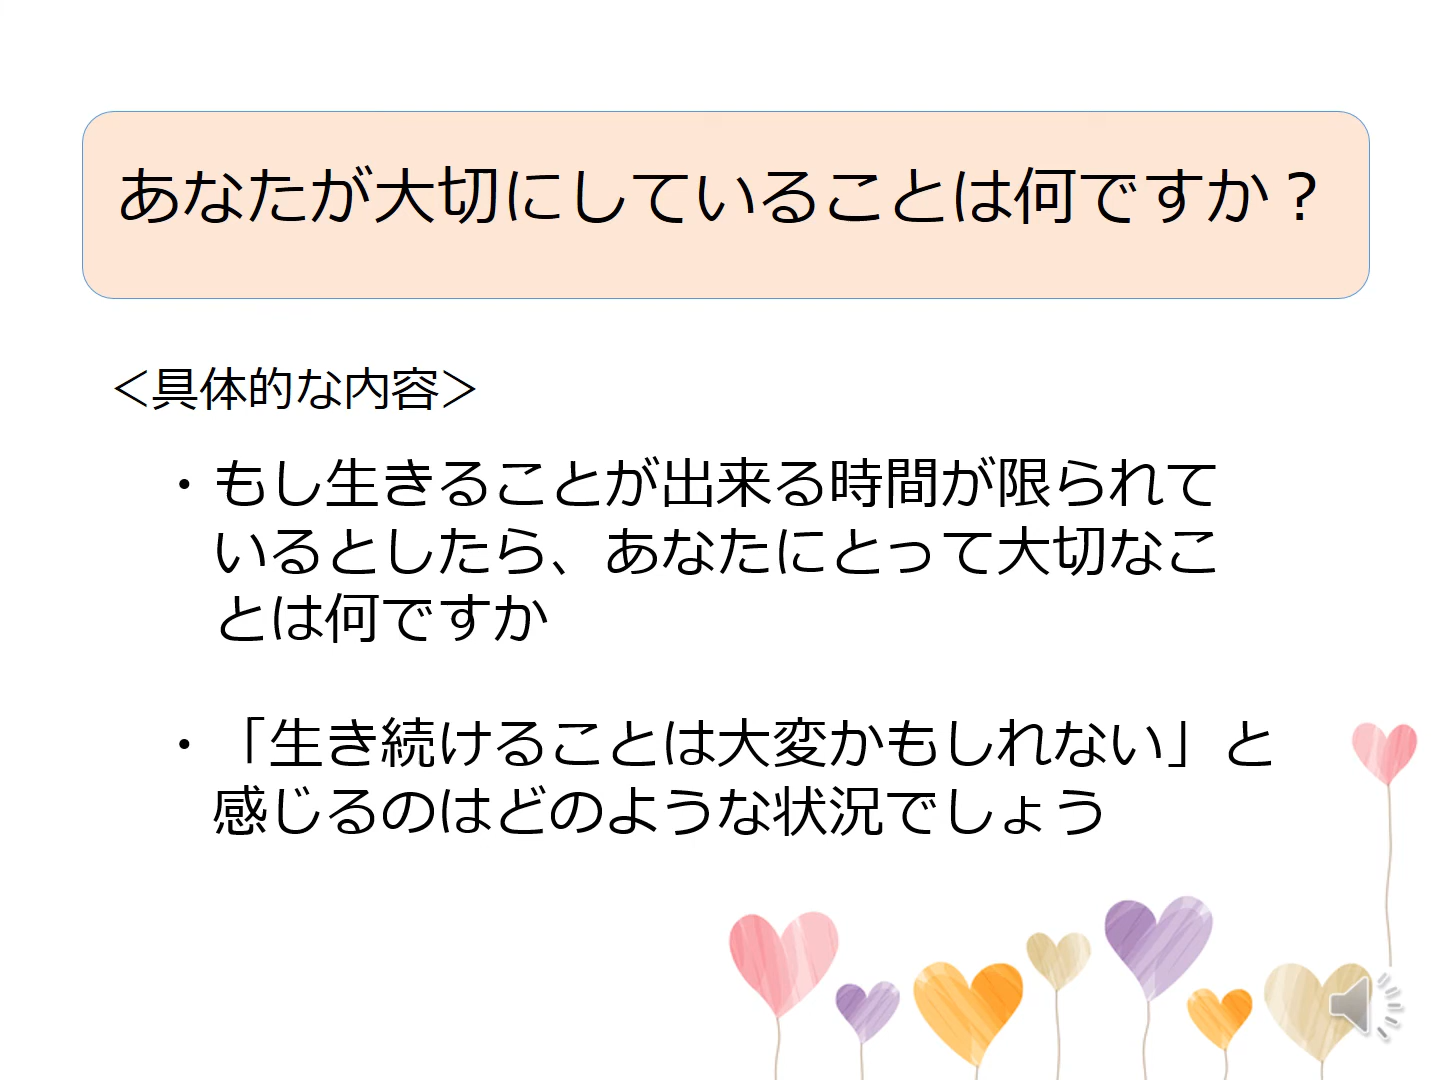 あなたが大切にしていることは何ですか？
＜具体的な内容＞
・もし生きることが出来る時間が限られて
いるとしたら、あなたにとって大切なこ
とは何ですか
・「生き続けることは大変かもしれない」と
感じるのはどのような状況でしょう